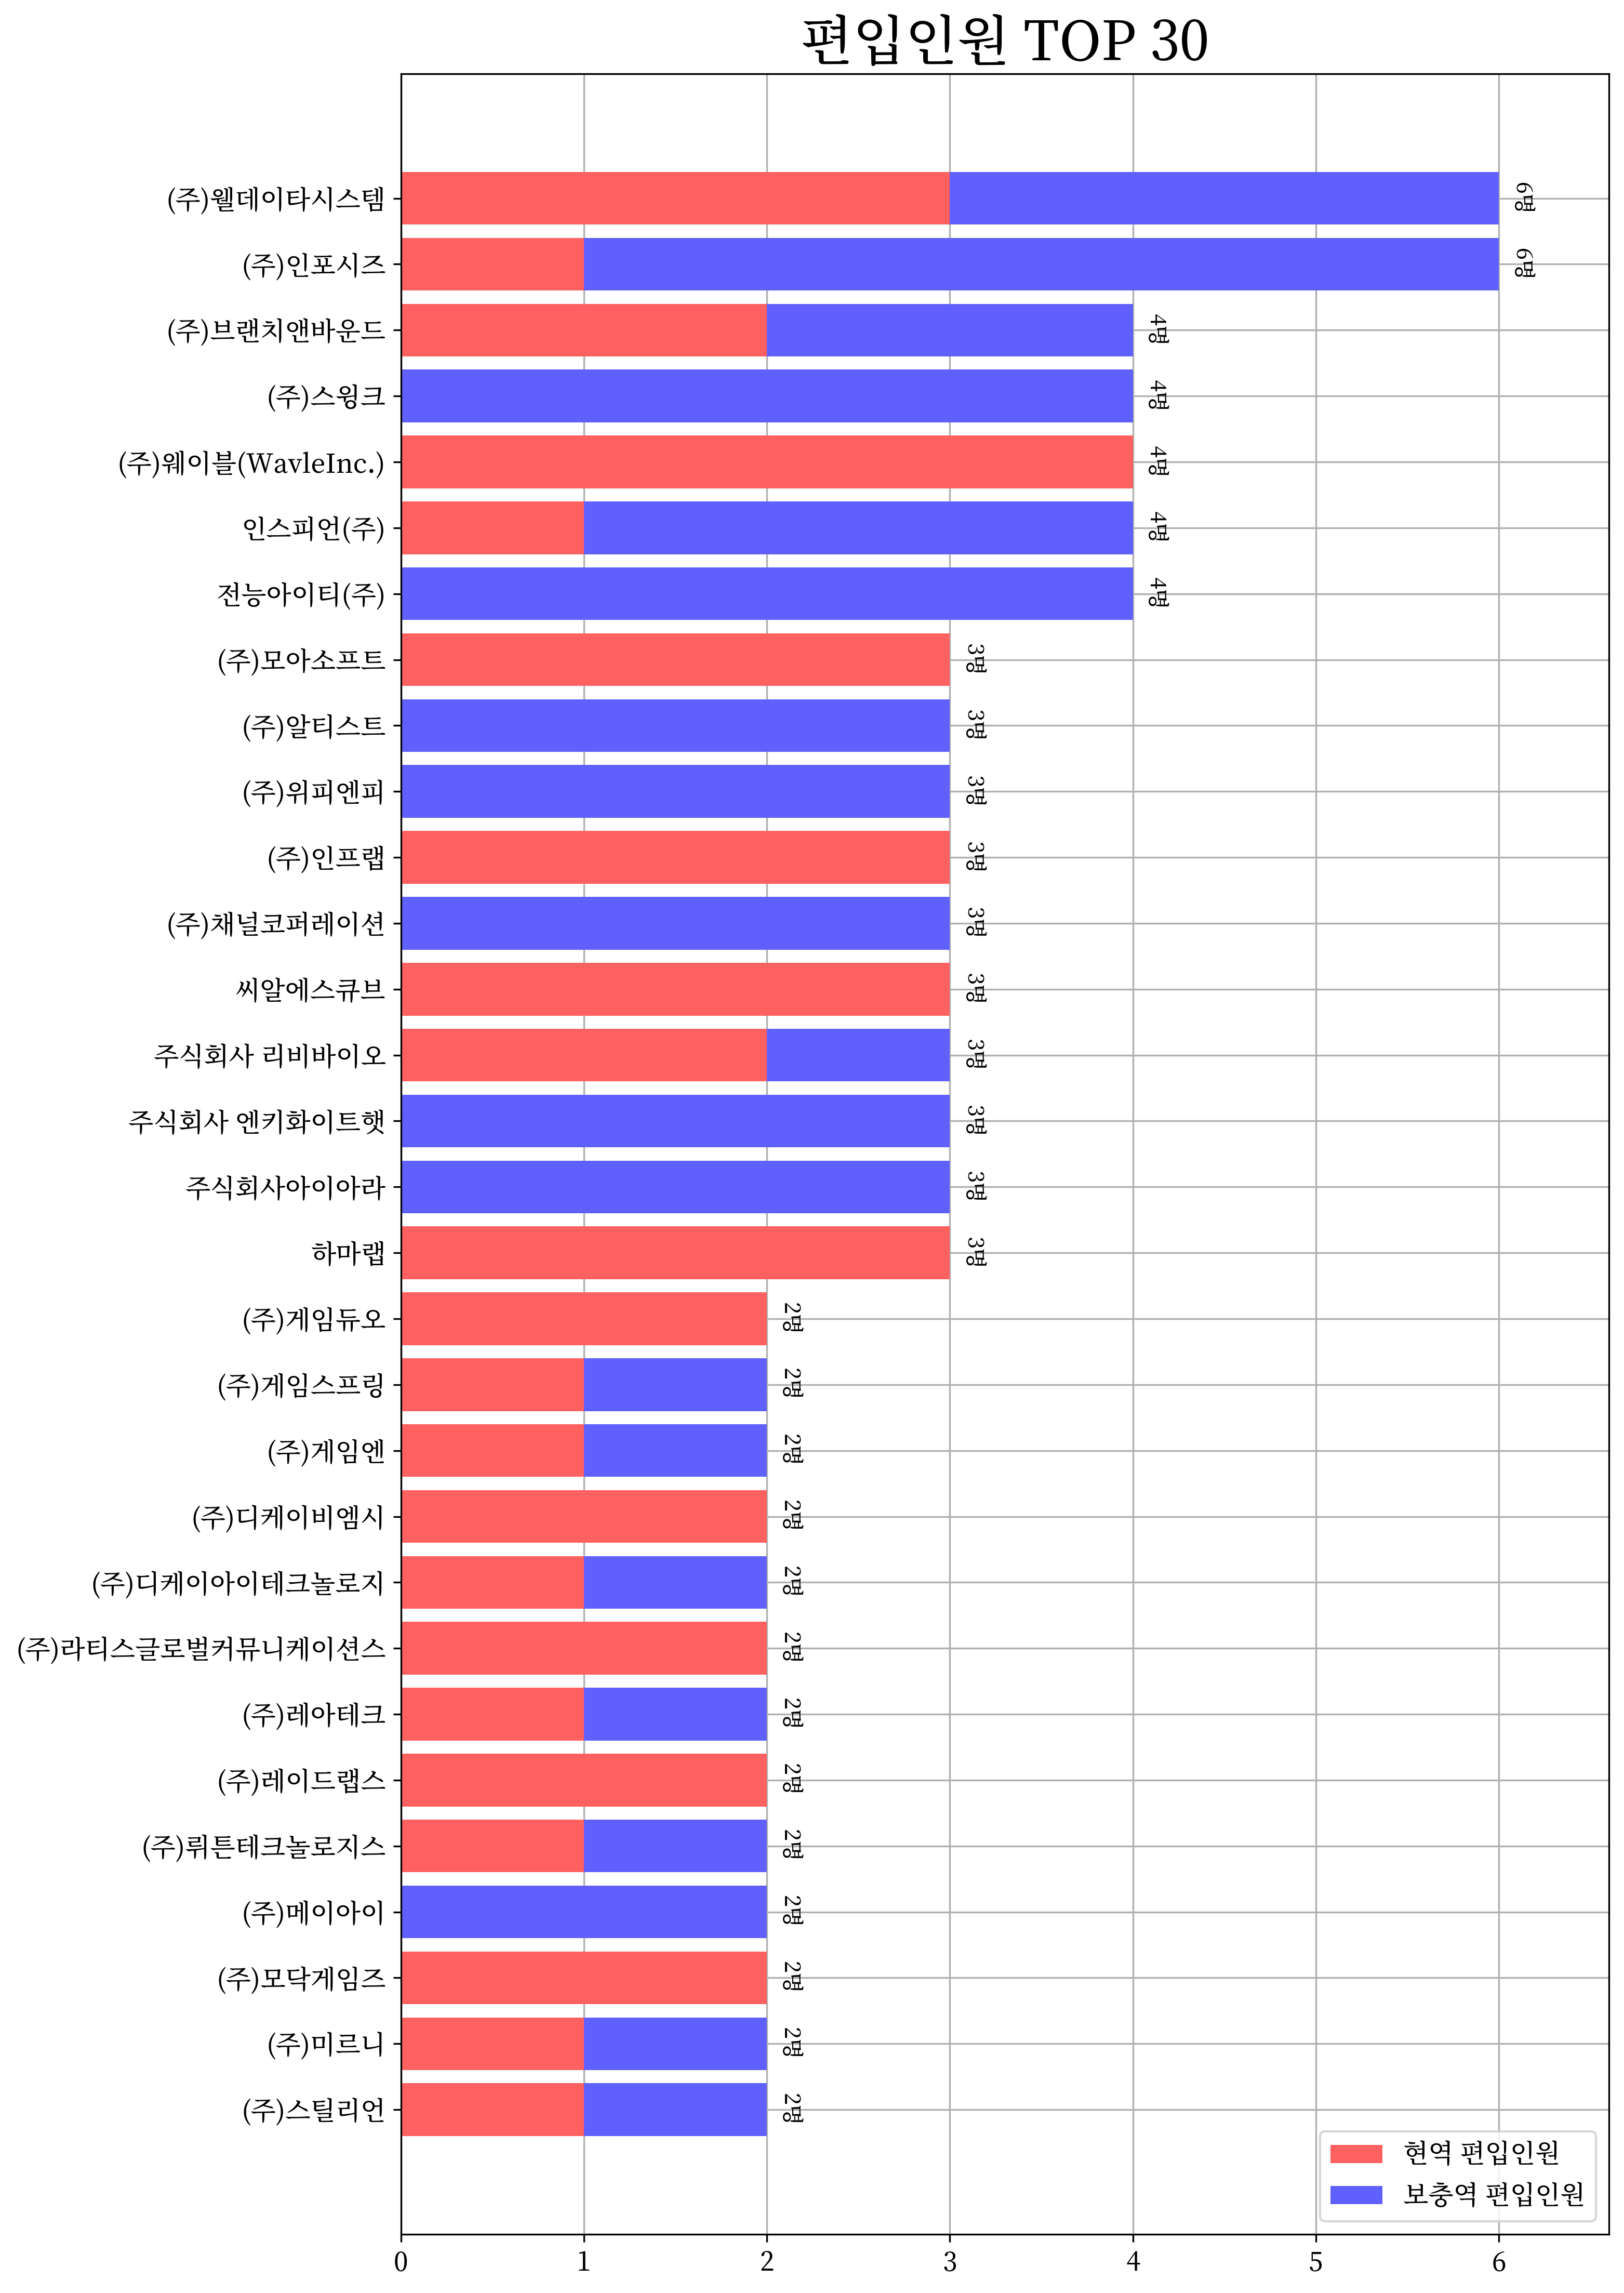 편입인원 TOP 30
(주)웰데이타시스템
6명
(주)인포시즈
6명
(주)브랜치앤바운드
4명
(주)스윙크
4명
(주)웨이블(WavleInc.)
4명
인스피언(주)
4명
전능아이티(주)
4명
(주)모아소프트
3명
(주)알티스트
3명
(주)위피엔피
3명
(주)인프랩
3명
(주)채널코퍼레이션
3명
씨알에스큐브
3명
주식회사 리비바이오
3명
주식회사 엔키화이트햇
3명
주식회사아이아라
3명
하마랩
3명
(주)게임듀오
2명
(주)게임스프링
2명
(주)게임엔
2명
(주)디케이비엠시
2명
(주)디케이아이테크놀로지
2명
(주)라티스글로벌커뮤니케이션스
2명
(주)레아테크
2명
(주)레이드랩스
2명
(주)뤼튼테크놀로지스
2명
(주)메이아이
2명
(주)모닥게임즈
2명
(주)미르니
2명
(주)스틸리언
2명
현역 편입인원
보충역 편입인원
0 1 2 3 4 5 6